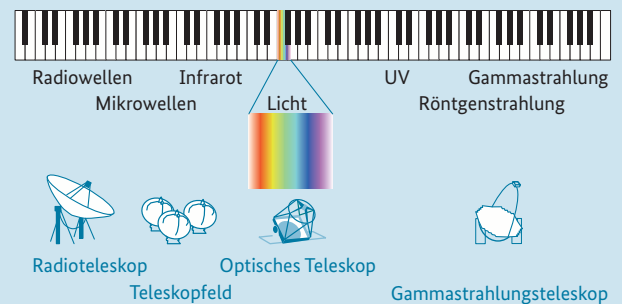 Radiowellen Infrarot UV Gammastrahlung
Mikrowellen Licht Röntgenstrahlung
Radioteleskop Optisches Teleskop
Teleskopfeld Gammastrahlungsteleskop